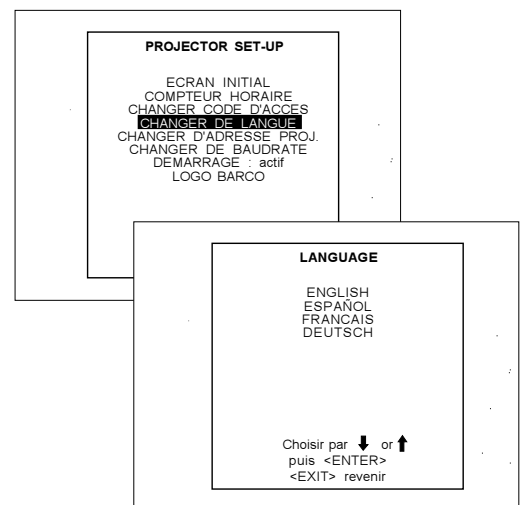 PROJECTOR SET-UP
ECRAN INITIAL
COMPTEUR HORAIRE
CHANGER CODE D'ACCES
CHANGER DE LANGUE
CHANGER D'ADRESSE PROJ.
CHANGER DE BAUDRATE
DEMARRAGE : actif
LOGO BARCO
LANGUAGE
ENGLISH
ESPAÑOL
FRANCAIS
DEUTSCH
Choisir par ⬇ or ⬆
puis <ENTER>
<EXIT> revenir